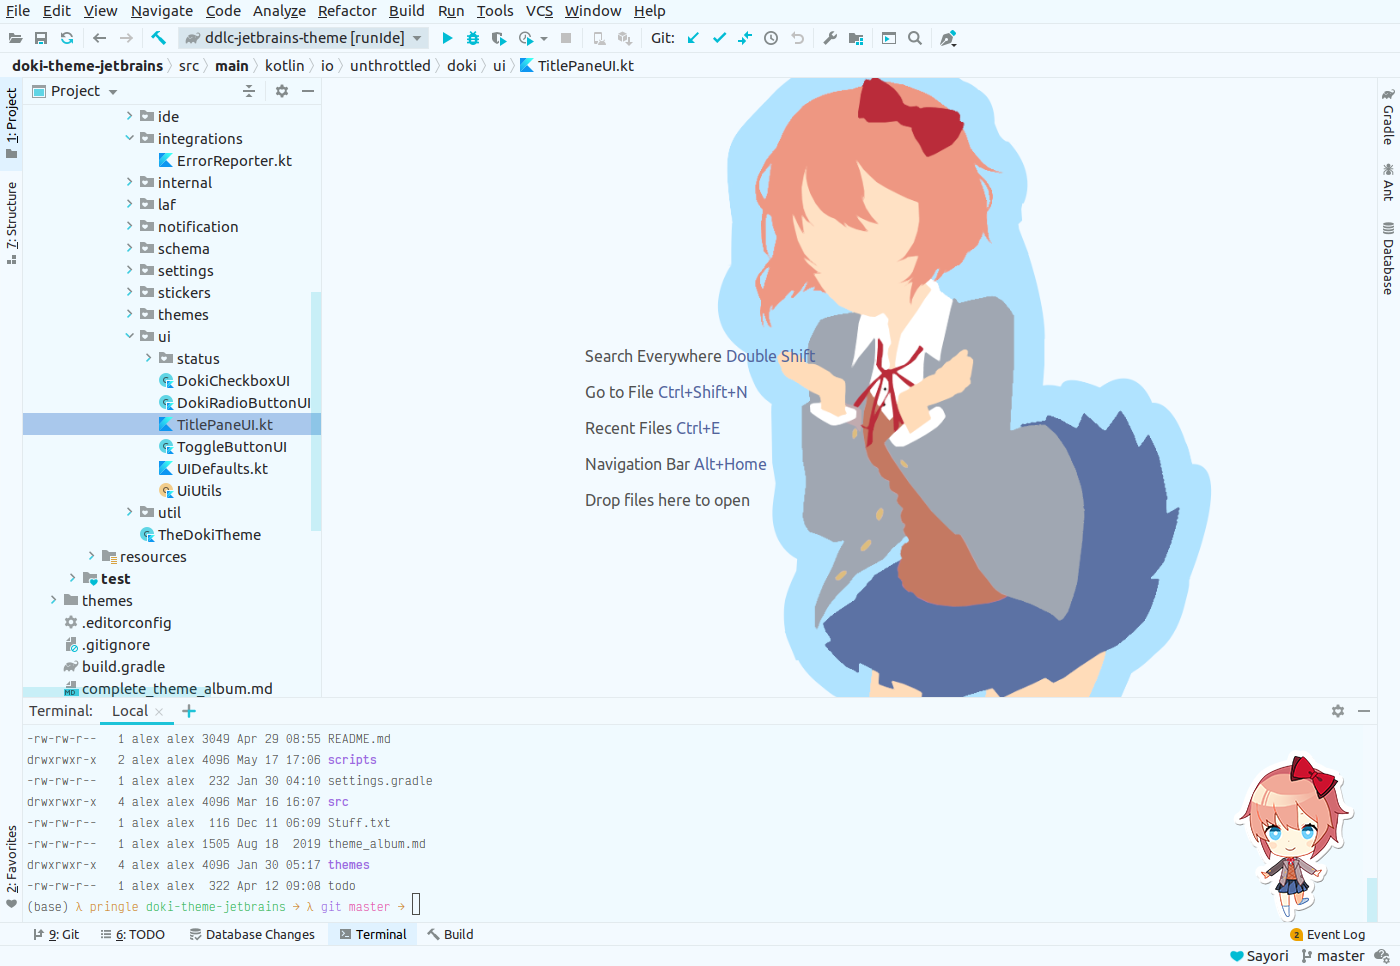 File Edit View Navigate Code Analyze Refactor Build Run Tools VCS Window Help
ddlc-jetbrains-theme [runIde] Git:
doki-theme-jetbrains src main kotlin io unthrottled doki ui TitlePaneUI.kt
1: Project
7: Structure
2: Favorites
Project
ide
integrations
ErrorReporter.kt
internal
laf
notification
schema
settings
stickers
themes
ui
status
DokiCheckboxUI
DokiRadioButtonUI
TitlePaneUI.kt
ToggleButtonUI
UIDefaults.kt
UiUtils
util
TheDokiTheme
resources
test
themes
.editorconfig
.gitignore
build.gradle
MD complete_theme_album.md
Search Everywhere Double Shift
Go to File Ctrl+Shift+N
Recent Files Ctrl+E
Navigation Bar Alt+Home
Drop files here to open
Gradle
Ant
Database
Terminal: Local
-rw-rw-r-- 1 alex alex 3049 Apr 29 08:55 README.md
drwxrwxr-x 2 alex alex 4096 May 17 17:06 scripts
-rw-rw-r-- 1 alex alex 232 Jan 30 04:10 settings.gradle
drwxrwxr-x 4 alex alex 4096 Mar 16 16:07 src
-rw-rw-r-- 1 alex alex 116 Dec 11 06:09 Stuff.txt
-rw-rw-r-- 1 alex alex 1505 Aug 18 2019 theme_album.md
drwxrwxr-x 4 alex alex 4096 Jan 30 05:17 themes
-rw-rw-r-- 1 alex alex 322 Apr 12 09:08 todo
(base) λ pringle doki-theme-jetbrains → λ git master →
9: Git 6: TODO Database Changes Terminal Build 2 Event Log
Sayori master